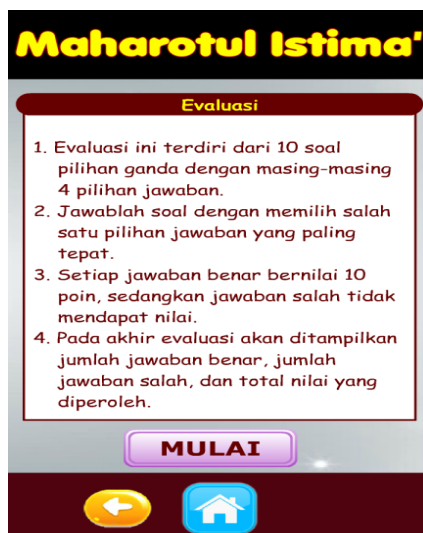 Maharotul Istima'
Evaluasi
1. Evaluasi ini terdiri dari 10 soal
pilihan ganda dengan masing-masing
4 pilihan jawaban.
2. Jawablah soal dengan memilih salah
satu pilihan jawaban yang paling
tepat.
3. Setiap jawaban benar bernilai 10
poin, sedangkan jawaban salah tidak
mendapat nilai.
4. Pada akhir evaluasi akan ditampilkan
jumlah jawaban benar, jumlah
jawaban salah, dan total nilai yang
diperoleh.
MULAI